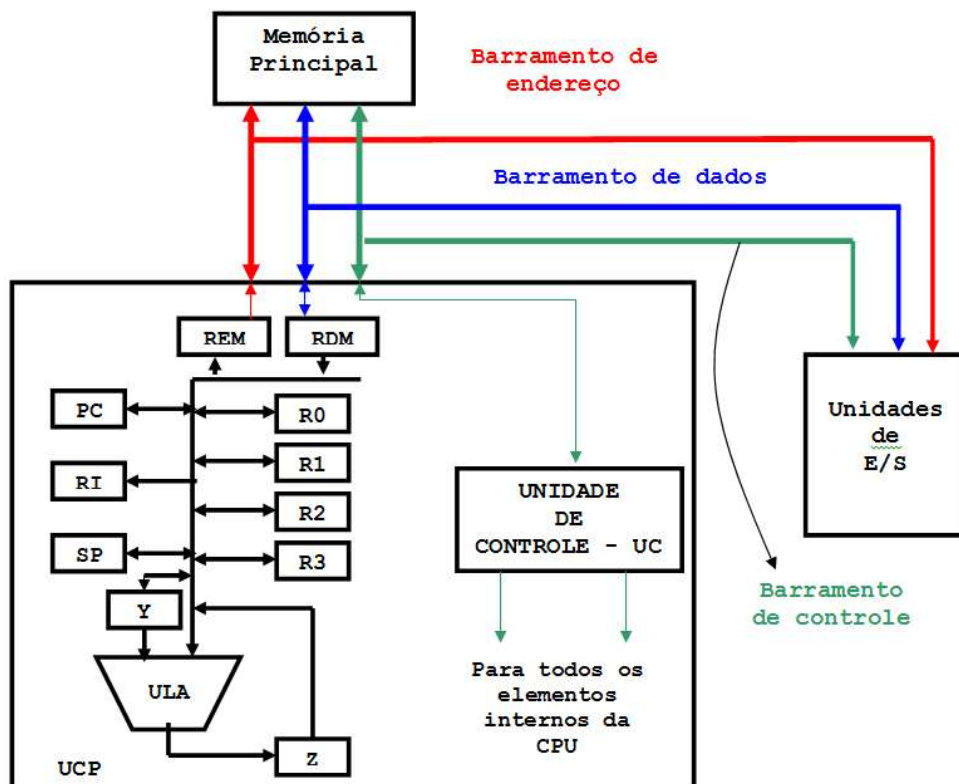 Memória
Principal
Barramento de
endereço
Barramento de dados
REM
RDM
PC
R0
R1
RI
R2
SP
R3
Y
ULA
Z
UCP
UNIDADE
DE
CONTROLE - UC
Para todos os
elementos
internos da
CPU
Unidades
de
E/S
Barramento
de controle